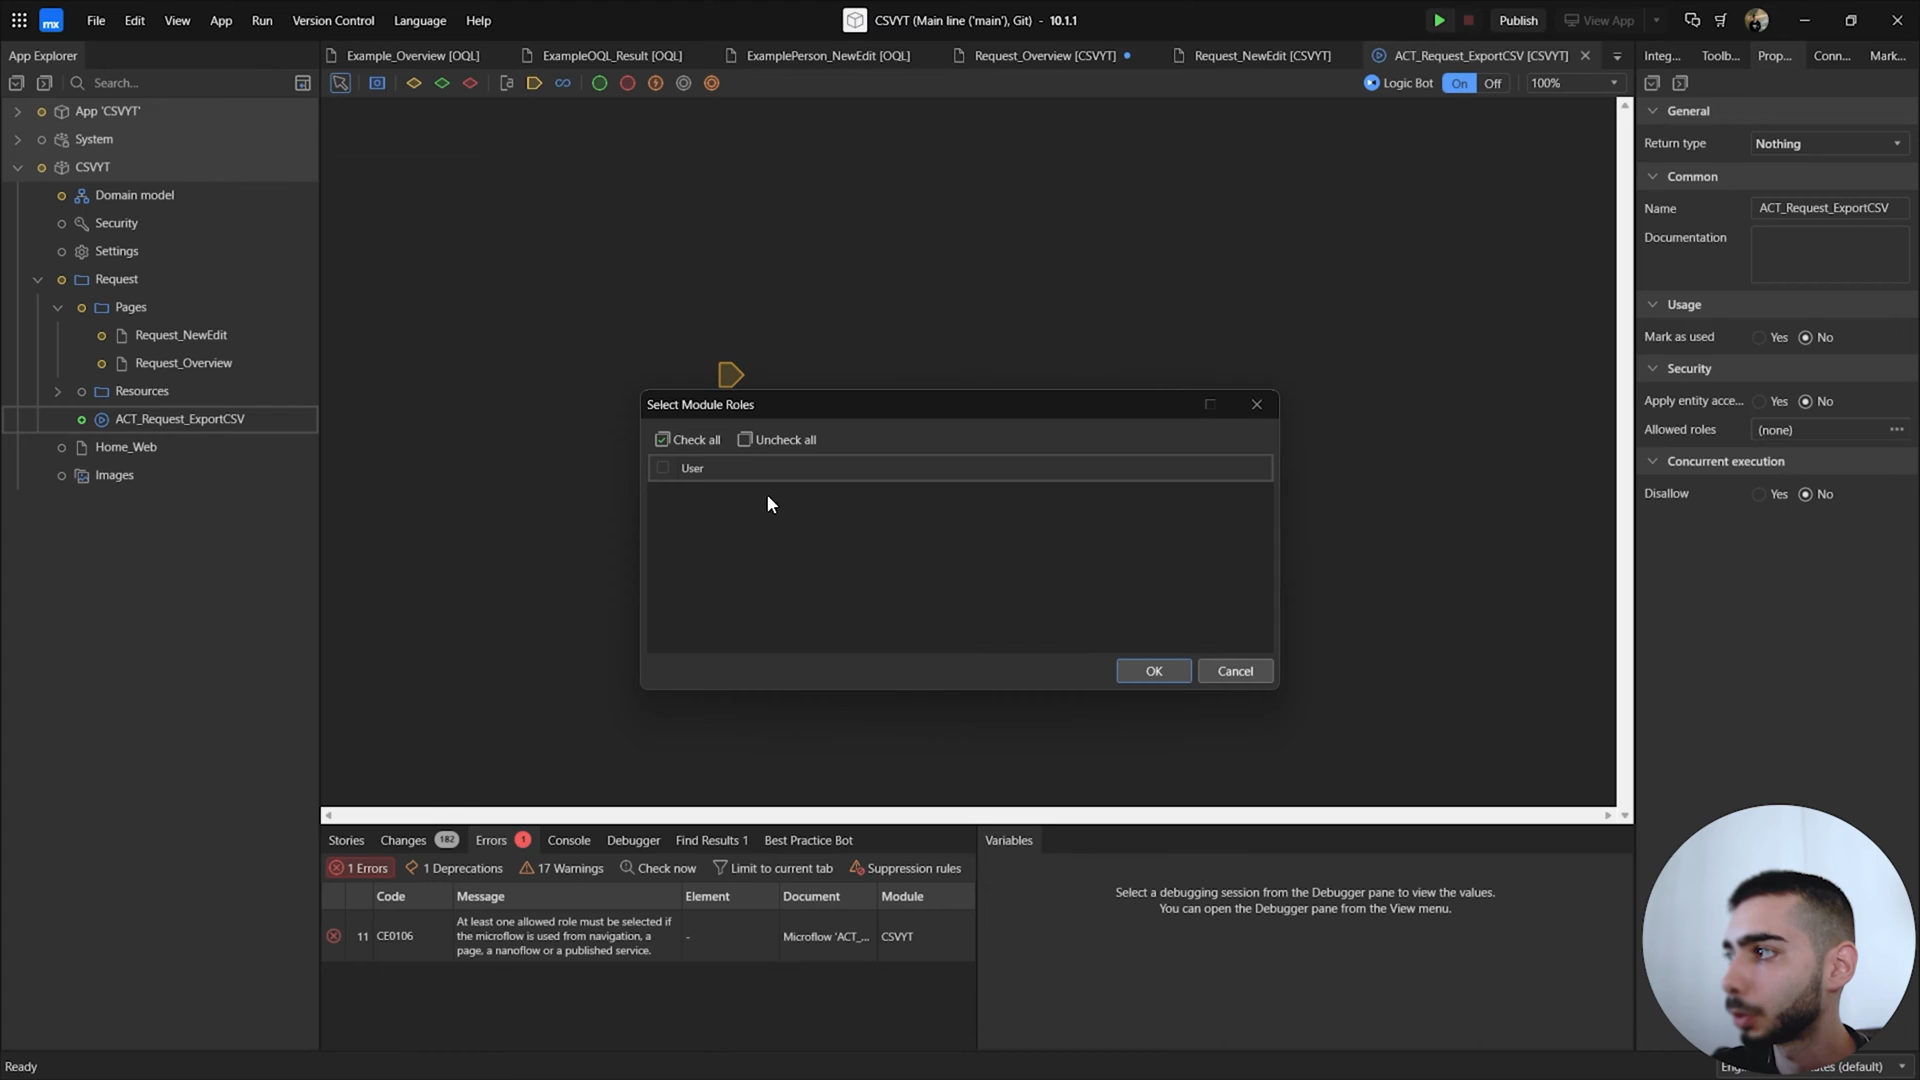 mx File Edit View App Run Version Control Language Help
CSVYT (Main line ('main'), Git) - 10.1.1
Publish View App
App Explorer
Example_Overview [OQL] ExampleOQL_Result [OQL] ExamplePerson_NewEdit [OQL] Request_Overview [CSVYT] Request_NewEdit [CSVYT] ACT_Request_ExportCSV [CSVYT]
Integ... Toolb... Prop... Conn... Mark...
Search...
Logic Bot On Off 100%
App 'CSVYT'
System
CSVYT
Domain model
Security
Settings
Request
Pages
Request_NewEdit
Request_Overview
Resources
ACT_Request_ExportCSV
Home_Web
Images
Select Module Roles
Check all Uncheck all
User
OK Cancel
General
Return type Nothing
Common
Name ACT_Request_ExportCSV
Documentation
Usage
Mark as used Yes No
Security
Apply entity acce... Yes No
Allowed roles (none) ...
Concurrent execution
Disallow Yes No
Stories Changes 182 Errors 1 Console Debugger Find Results 1 Best Practice Bot
1 Errors 1 Deprecations 17 Warnings Check now Limit to current tab Suppression rules
Code Message Element Document Module
11 CE0106 At least one allowed role must be selected if
the microflow is used from navigation, a
page, a nanoflow or a published service.
- Microflow 'ACT_... CSVYT
Variables
Select a debugging session from the Debugger pane to view the values.
You can open the Debugger pane from the View menu.
Ready
(default)